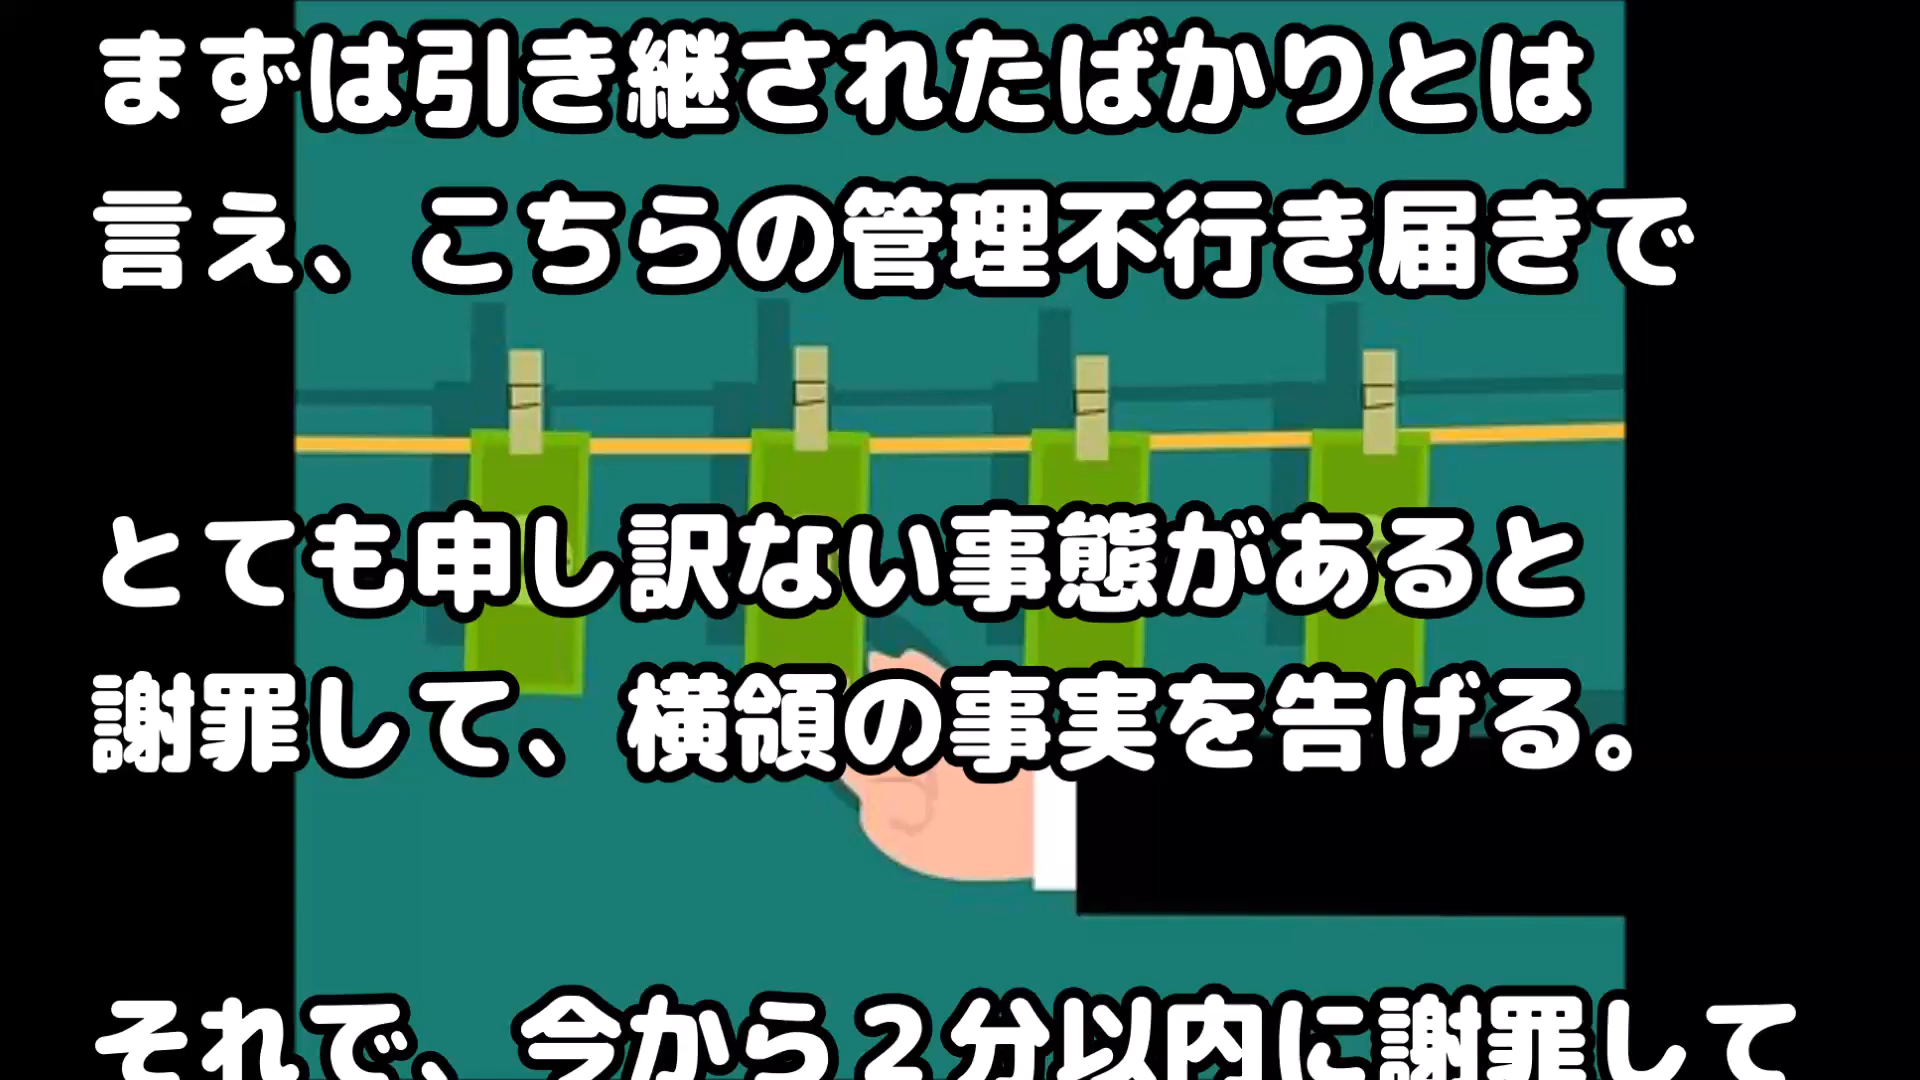 まずは引き継されたばかりとは
言え、こちらの管理不行き届きで
とても申し訳ない事態があると
謝罪して、横領の事実を告げる。
それで、今から２分以内に謝罪して